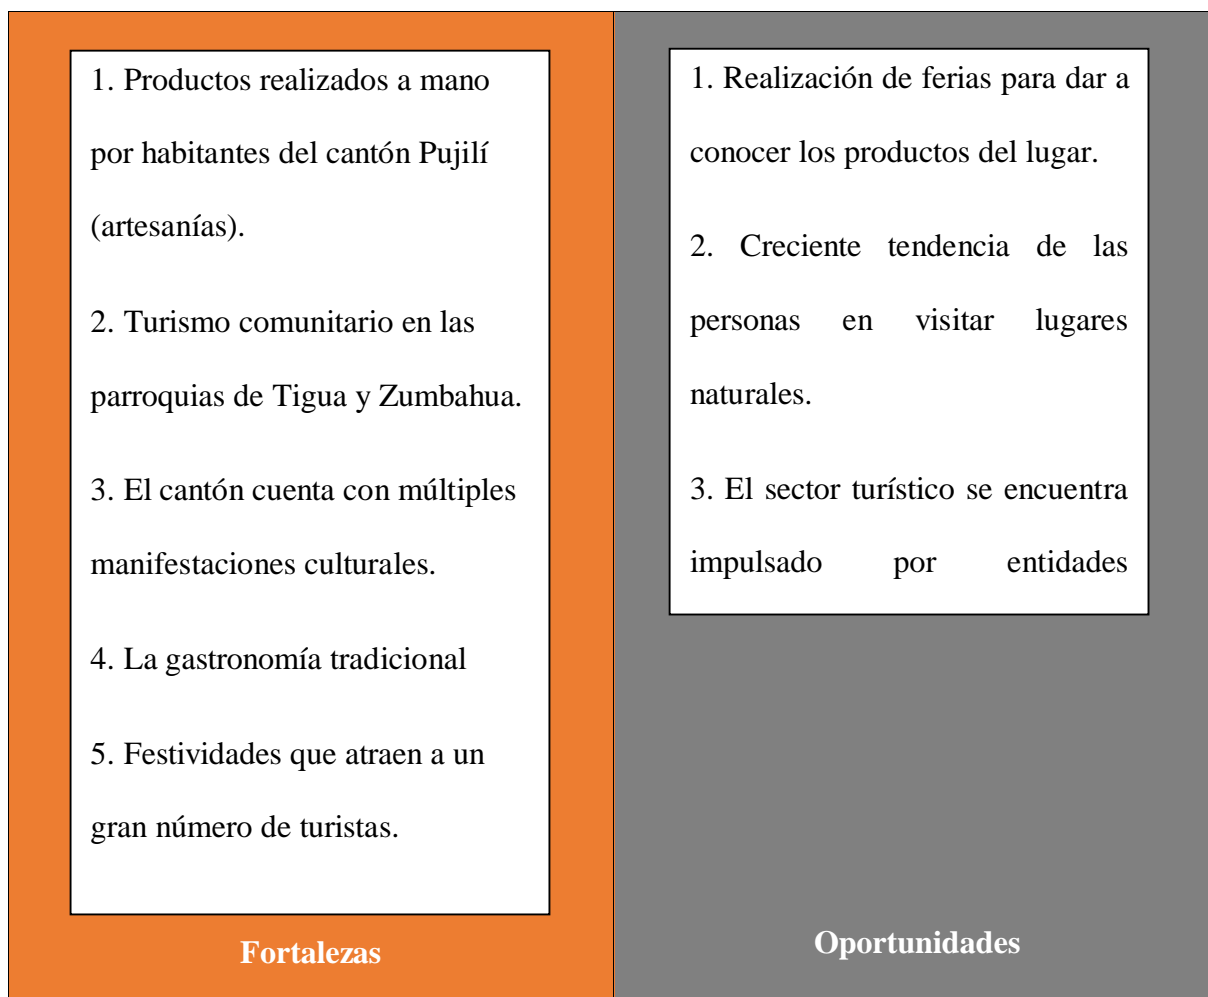 1. Productos realizados a mano
por habitantes del cantón Pujilí
(artesanías).
2. Turismo comunitario en las
parroquias de Tigua y Zumbahua.
3. El cantón cuenta con múltiples
manifestaciones culturales.
4. La gastronomía tradicional
5. Festividades que atraen a un
gran número de turistas.
Fortalezas
1. Realización de ferias para dar a
conocer los productos del lugar.
2. Creciente tendencia de las
personas en visitar lugares
naturales.
3. El sector turístico se encuentra
impulsado por entidades
Oportunidades